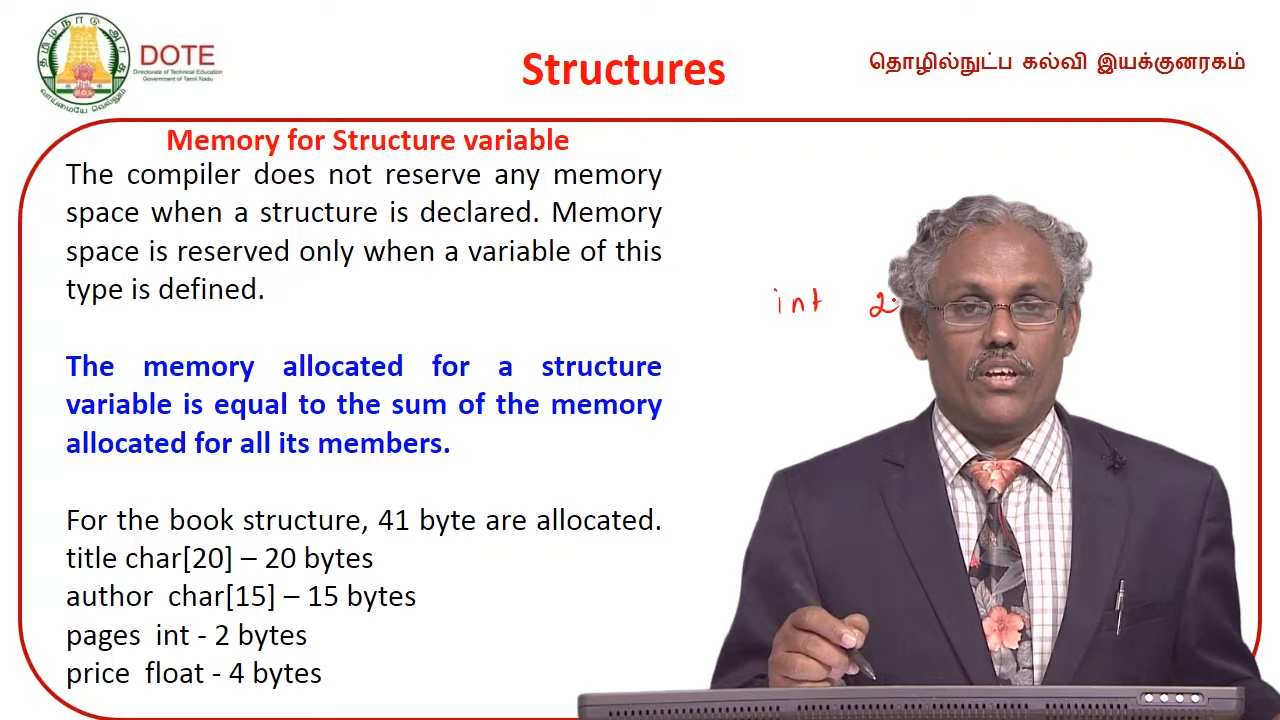 தமிழ்நாடு அரசு
வாய்மையே வெல்லும்
DOTE
Directorate of Technical Education
Government of Tamil Nadu
Structures
தொழில்நுட்ப கல்வி இயக்குனரகம்
Memory for Structure variable
The compiler does not reserve any memory
space when a structure is declared. Memory
space is reserved only when a variable of this
type is defined.
The memory allocated for a structure
variable is equal to the sum of the memory
allocated for all its members.
For the book structure, 41 byte are allocated.
title char[20] – 20 bytes
author char[15] – 15 bytes
pages int - 2 bytes
price float - 4 bytes
int 2